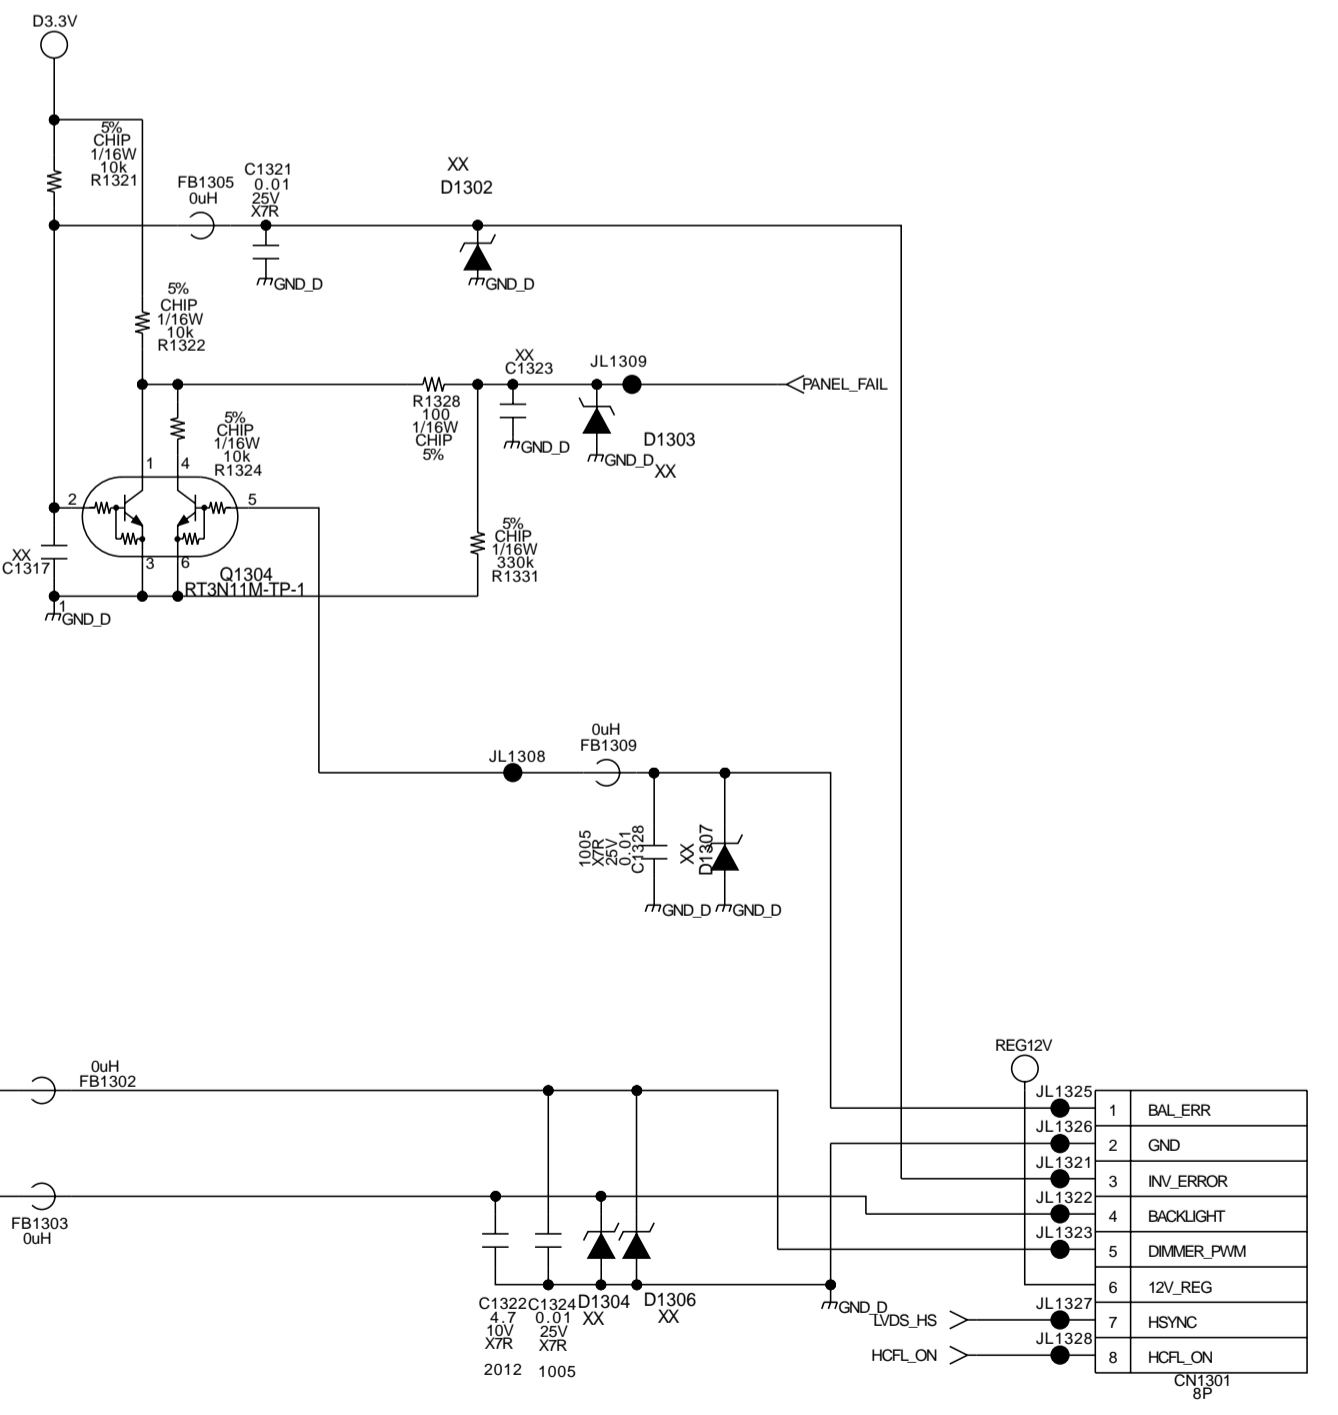 D3.3V
5%
CHIP
1/16W
10k
R1321
FB1305
0uH
C1321
0.01
25V
X7R
GND_D
XX
D1302
GND_D
5%
CHIP
1/16W
10k
R1322
R1328
100
1/16W
CHIP
5%
XX
C1323
GND_D
JL1309
PANEL_FAIL
D1303
GND_D
XX
5%
CHIP
1/16W
10k
R1324
1
4
2
5
3
6
XX
C1317
Q1304
RT3N11M-TP-1
1
GND_D
5%
CHIP
1/16W
330k
R1331
JL1308
0uH
FB1309
1005
X7R
25V
0.01
C1328
XX
D1307
GND_D
GND_D
0uH
FB1302
FB1303
0uH
C1322
4.7
10V
X7R
2012
C1324
0.01
25V
X7R
1005
D1304
XX
D1306
XX
GND_D
REG12V
JL1325
1 BAL_ERR
JL1326
2 GND
JL1321
3 INV_ERROR
JL1322
4 BACKLIGHT
JL1323
5 DIMMER_PWM
6 12V_REG
LVDS_HS
JL1327
7 HSYNC
HCFL_ON
JL1328
8 HCFL_ON
CN1301
8P